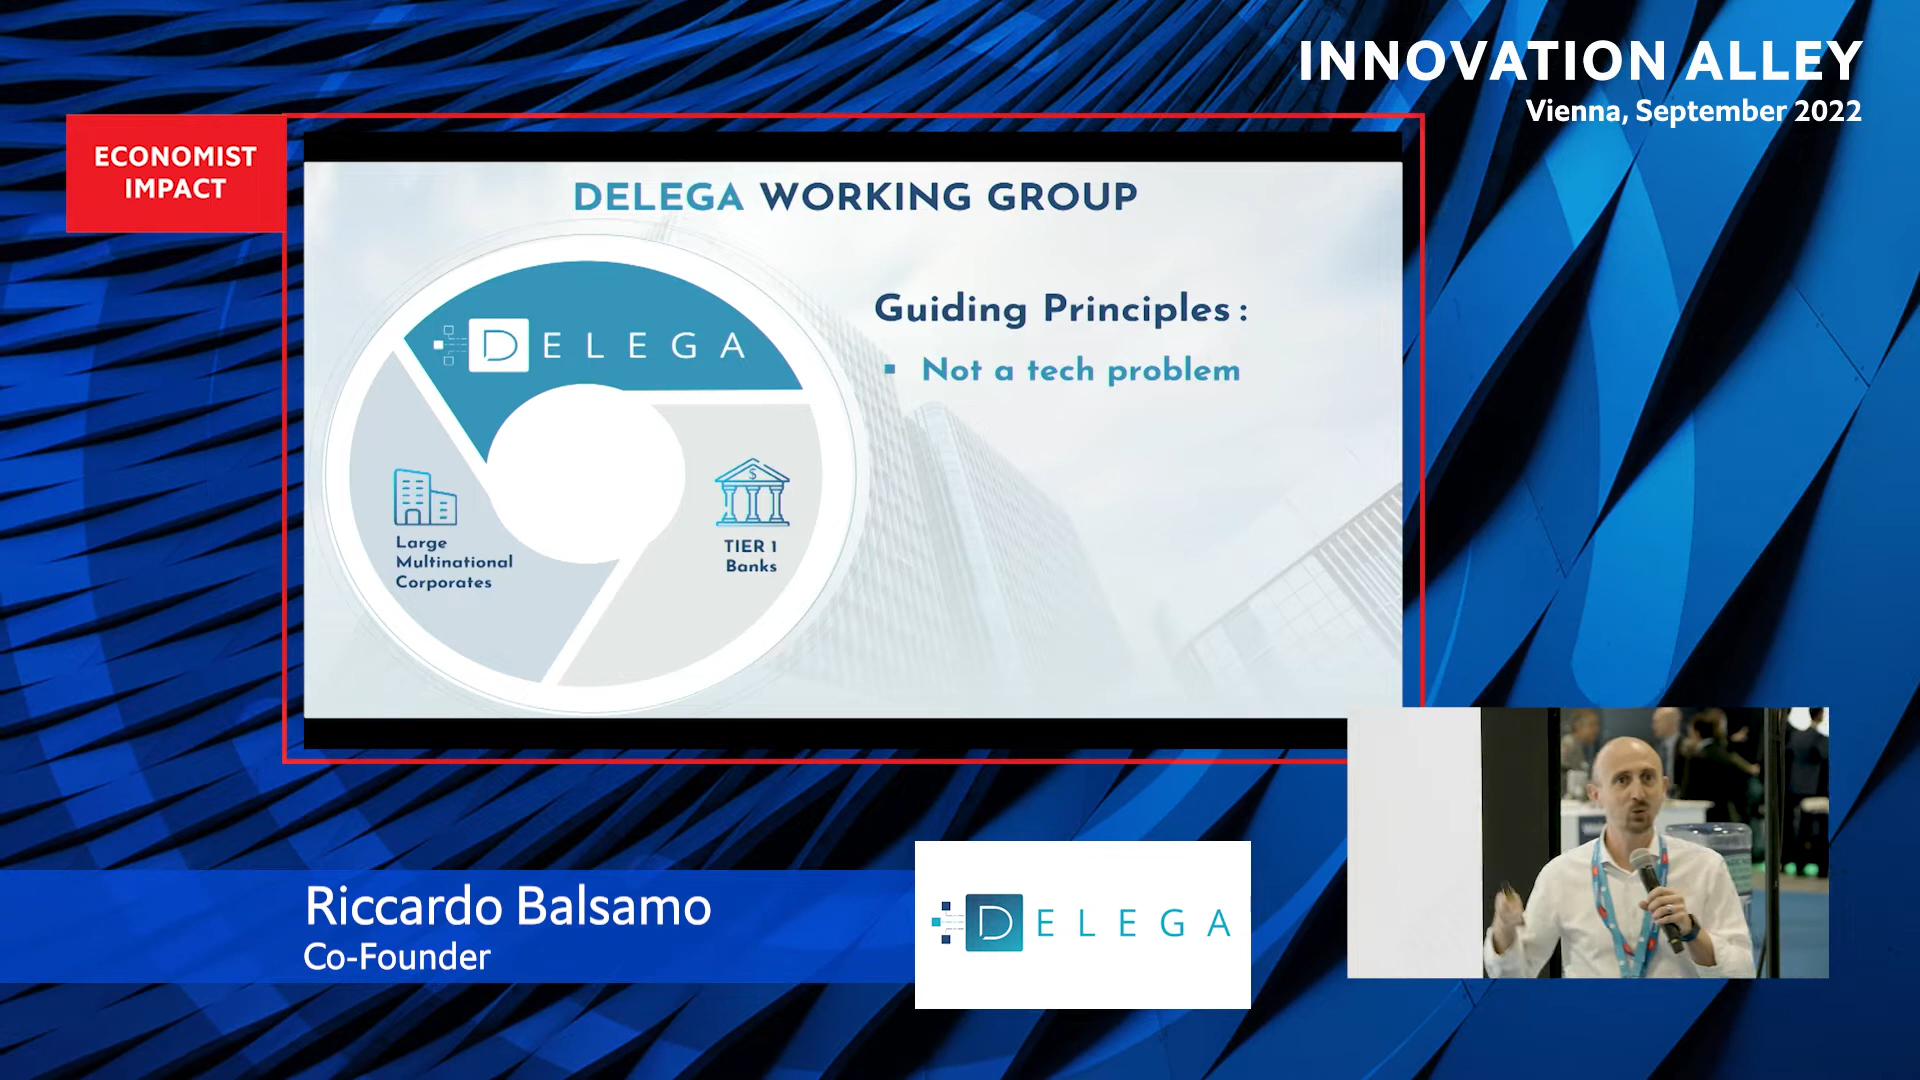 INNOVATION ALLEY
Vienna, September 2022
ECONOMIST
IMPACT
DELEGA WORKING GROUP
DELEGA
Large
Multinational
Corporates
$
TIER 1
Banks
Guiding Principles :
▪ Not a tech problem
Riccardo Balsamo
Co-Founder
DELEGA